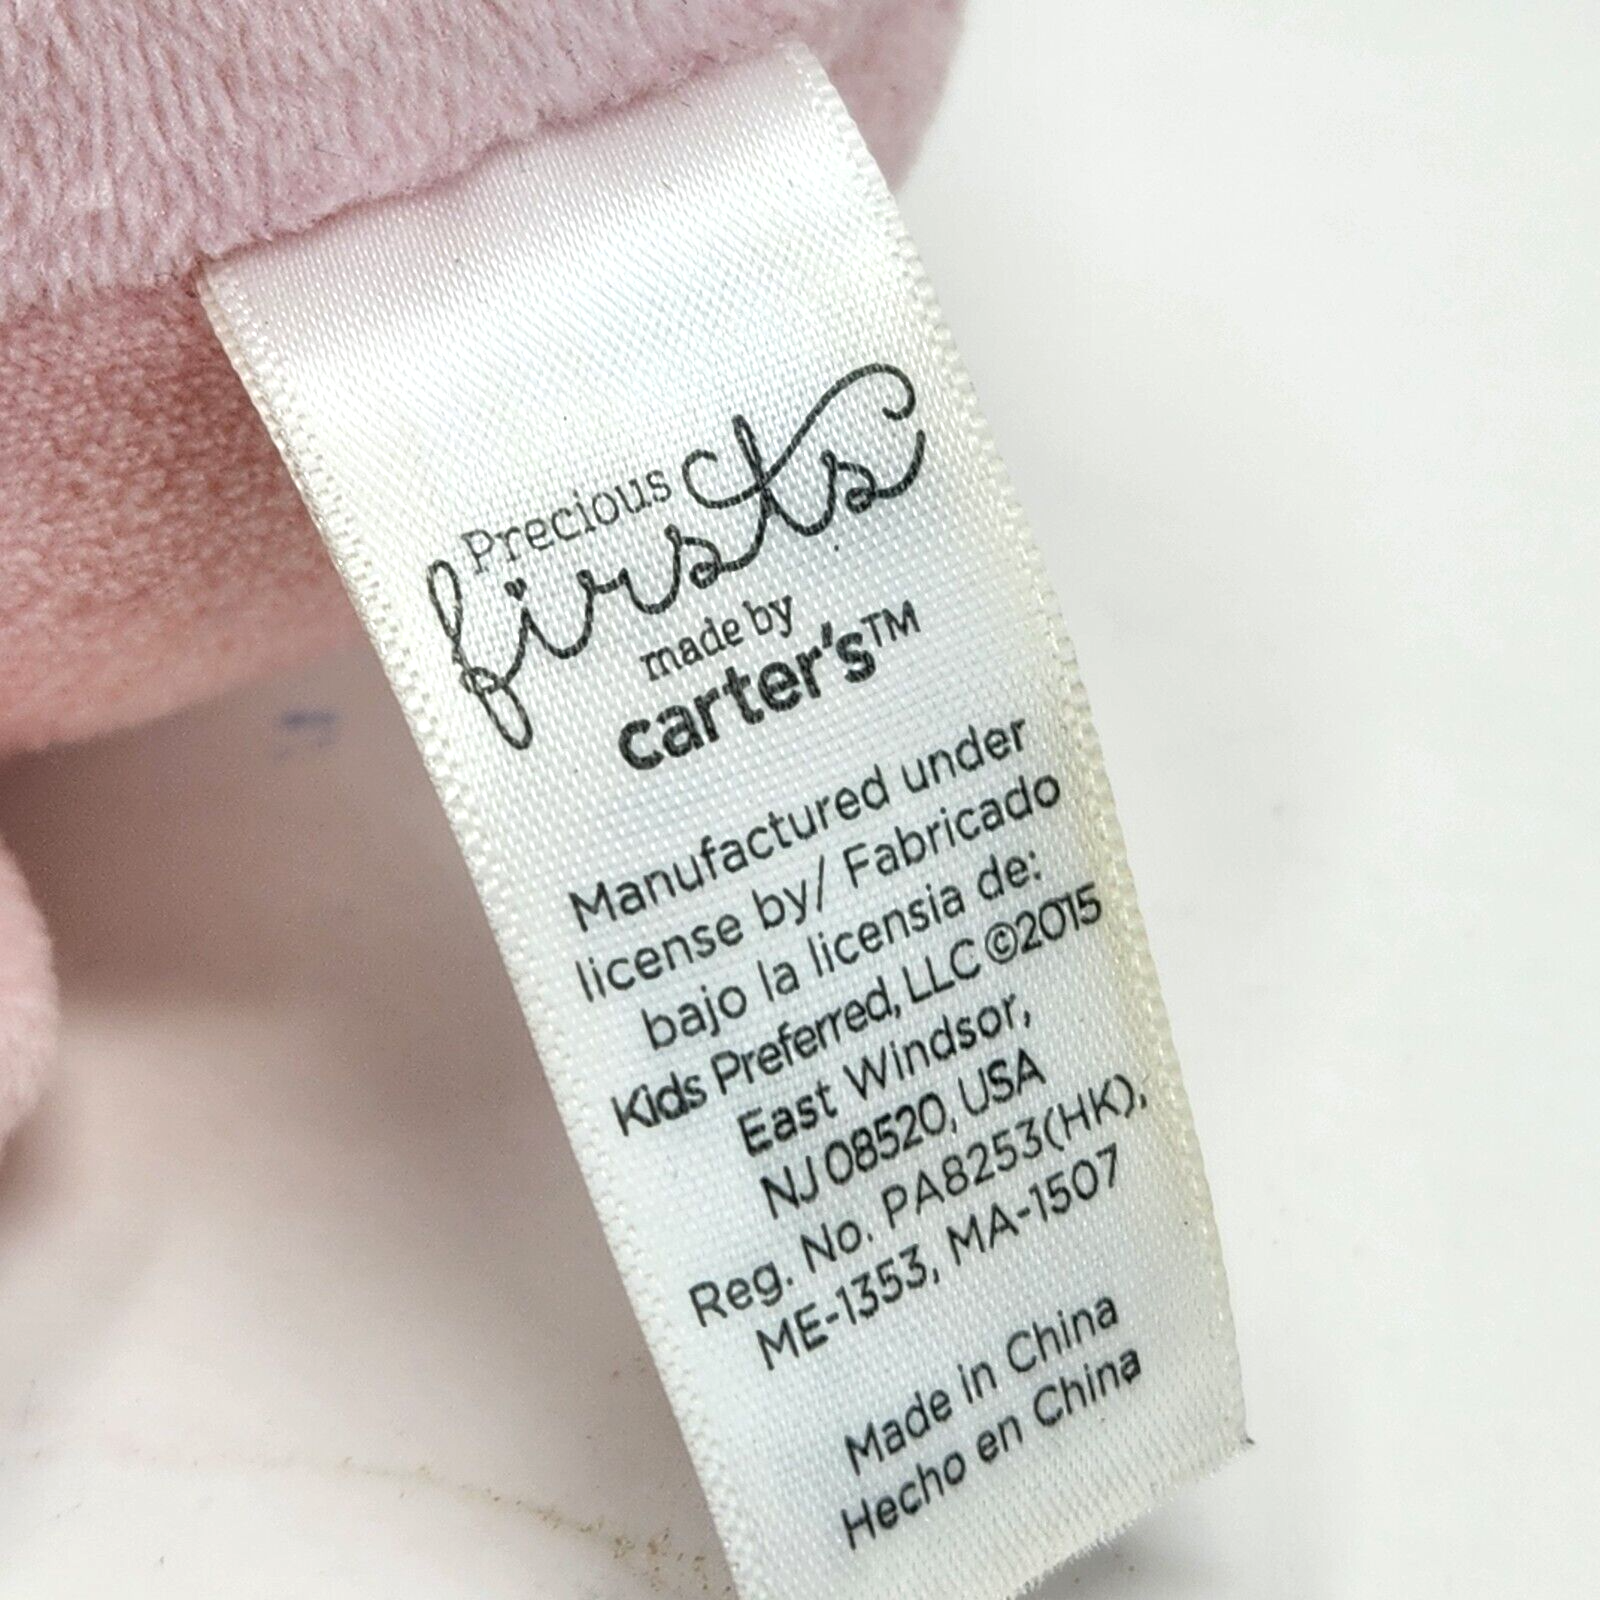 Precious
firsts
made by
carter's™
Manufactured under
license by/ Fabricado
bajo la licensia de:
Kids Preferred, LLC ©2015
East Windsor,
NJ 08520, USA
Reg. No. PA8253(HK),
ME-1353, MA-1507
Made in China
Hecho en China